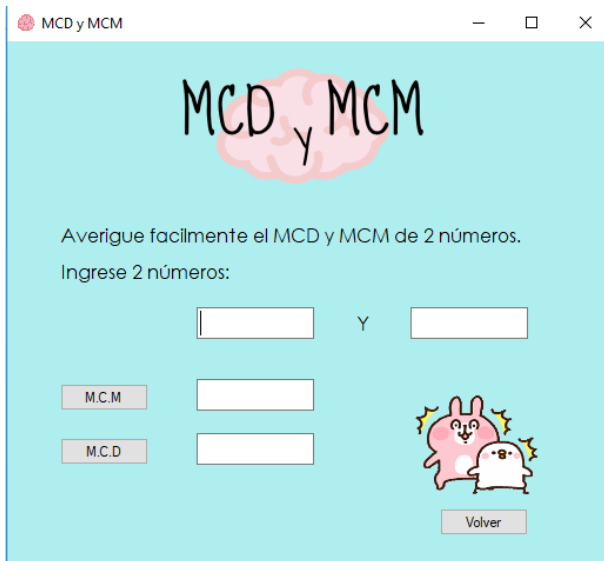 MCD y MCM
MCD y MCM
Averigue facilmente el MCD y MCM de 2 números.
Ingrese 2 números:
Y
M.C.M
M.C.D
Volver